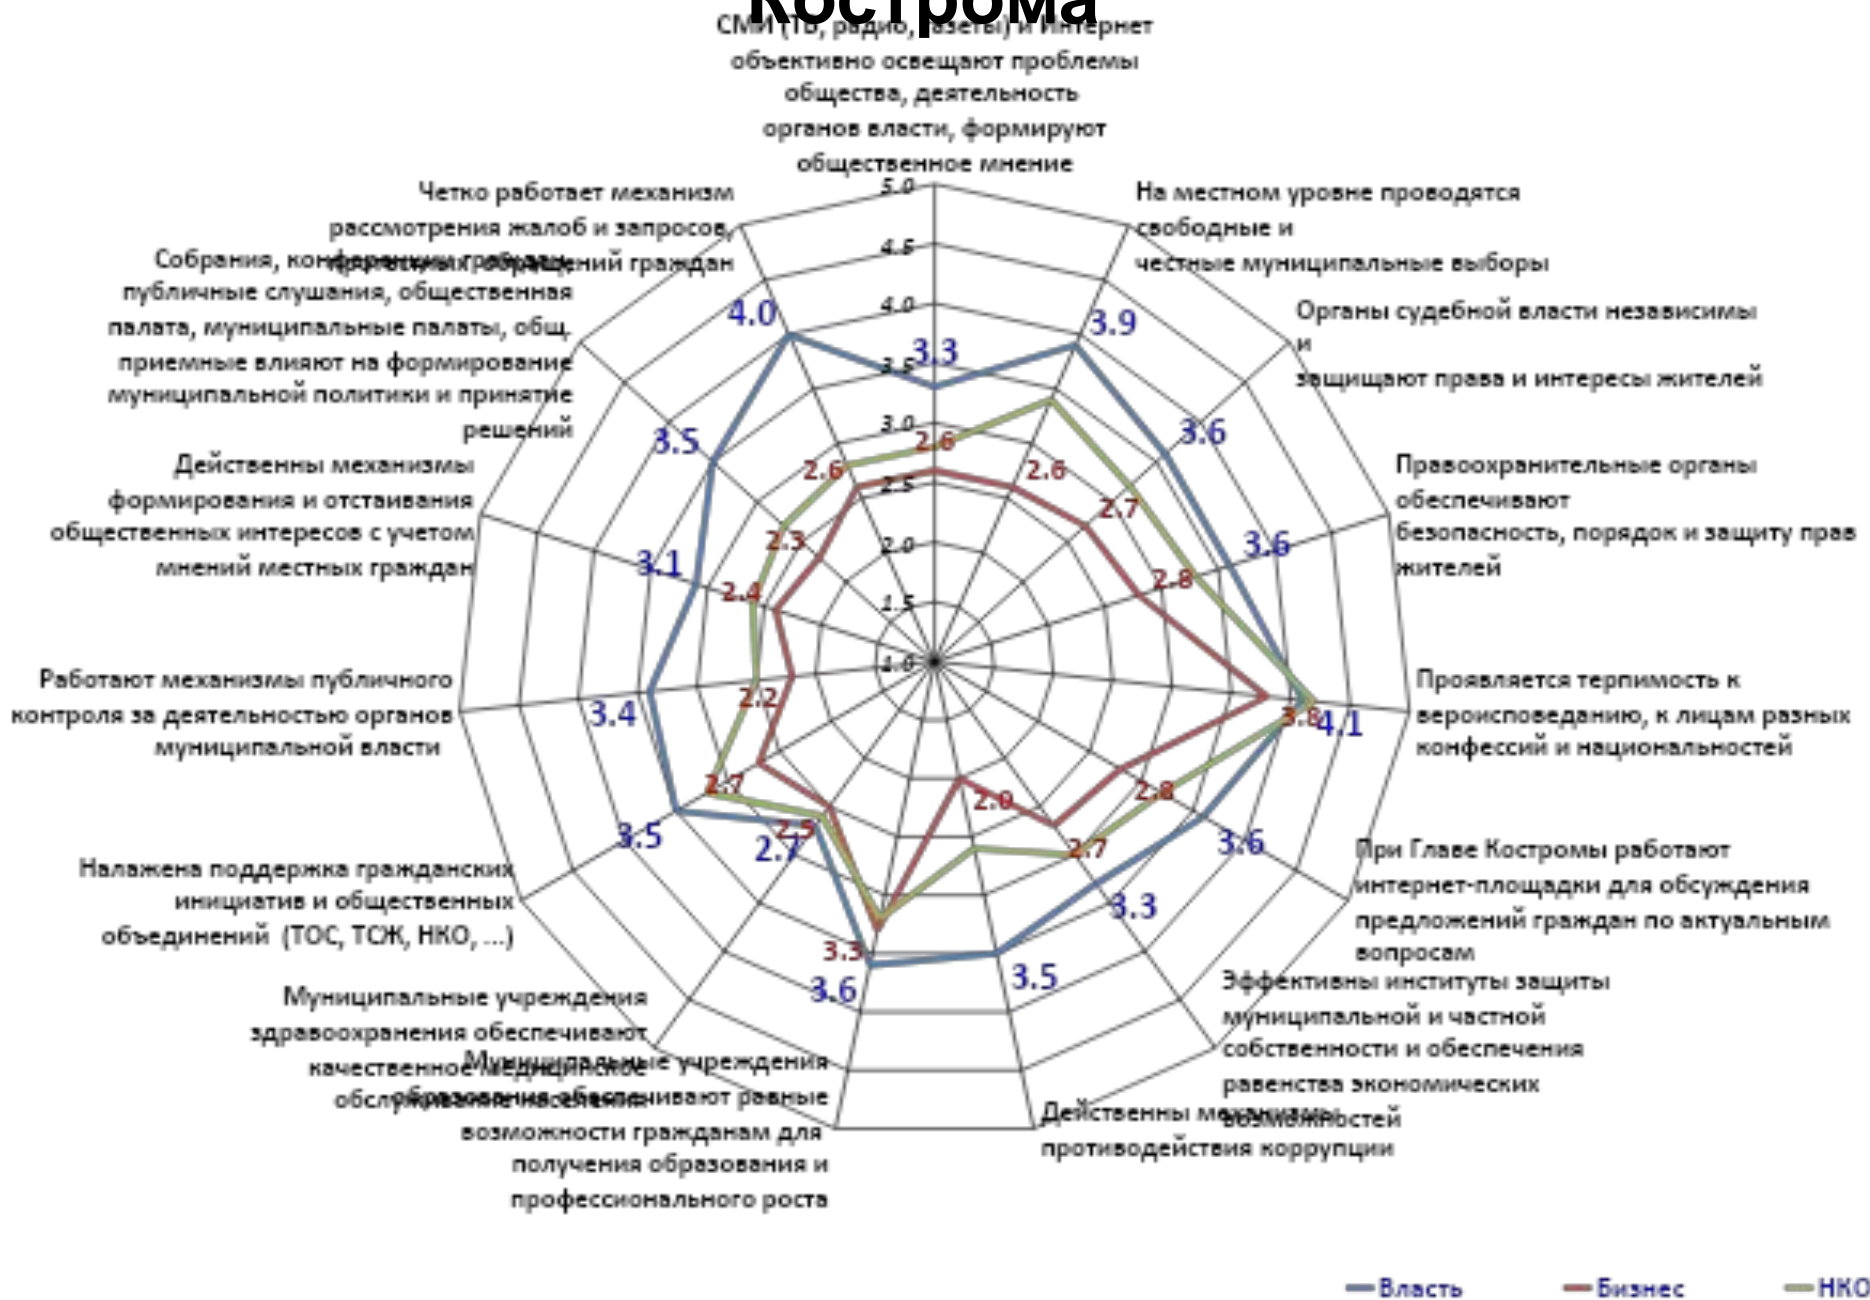 Кострома
СМИ (ТВ, радио, газеты) и Интернет
объективно освещают проблемы
общества, деятельность
органов власти, формируют
общественное мнение
На местном уровне проводятся
свободные и
честные муниципальные выборы
Органы судебной власти независимы
и
защищают права и интересы жителей
Правоохранительные органы
обеспечивают
безопасность, порядок и защиту прав
жителей
Проявляется терпимость к
вероисповеданию, к лицам разных
конфессий и национальностей
При Главе Костромы работают
интернет-площадки для обсуждения
предложений граждан по актуальным
вопросам
Эффективны институты защиты
муниципальной и частной
собственности и обеспечения
равенства экономических
возможностей
Действенны механизмы
противодействия коррупции
Муниципальные учреждения
образования обеспечивают равные
возможности гражданам для
получения образования и
профессионального роста
Муниципальные учреждения
здравоохранения обеспечивают
качественное медицинское
обслуживание населения
Налажена поддержка гражданских
инициатив и общественных
объединений (ТОС, ТСЖ, НКО, ...)
Работают механизмы публичного
контроля за деятельностью органов
муниципальной власти
Действенны механизмы
формирования и отстаивания
общественных интересов с учетом
мнений местных граждан
Собрания, конференции граждан,
публичные слушания, общественная
палата, муниципальные палаты, общ.
приемные влияют на формирование
муниципальной политики и принятие
решений
Четко работает механизм
рассмотрения жалоб и запросов,
протестных обращений граждан
5.0
4.5
4.0
3.5
3.0
2.5
2.0
1.5
1.0
3.3
3.9
3.6
3.6
4.1
3.6
3.3
3.5
3.6
2.7
3.5
3.4
3.1
3.5
4.0
2.6
2.6
2.7
2.8
3.8
2.8
2.7
2.0
3.3
2.5
2.7
2.2
2.4
2.3
2.6
Власть
Бизнес
НКО